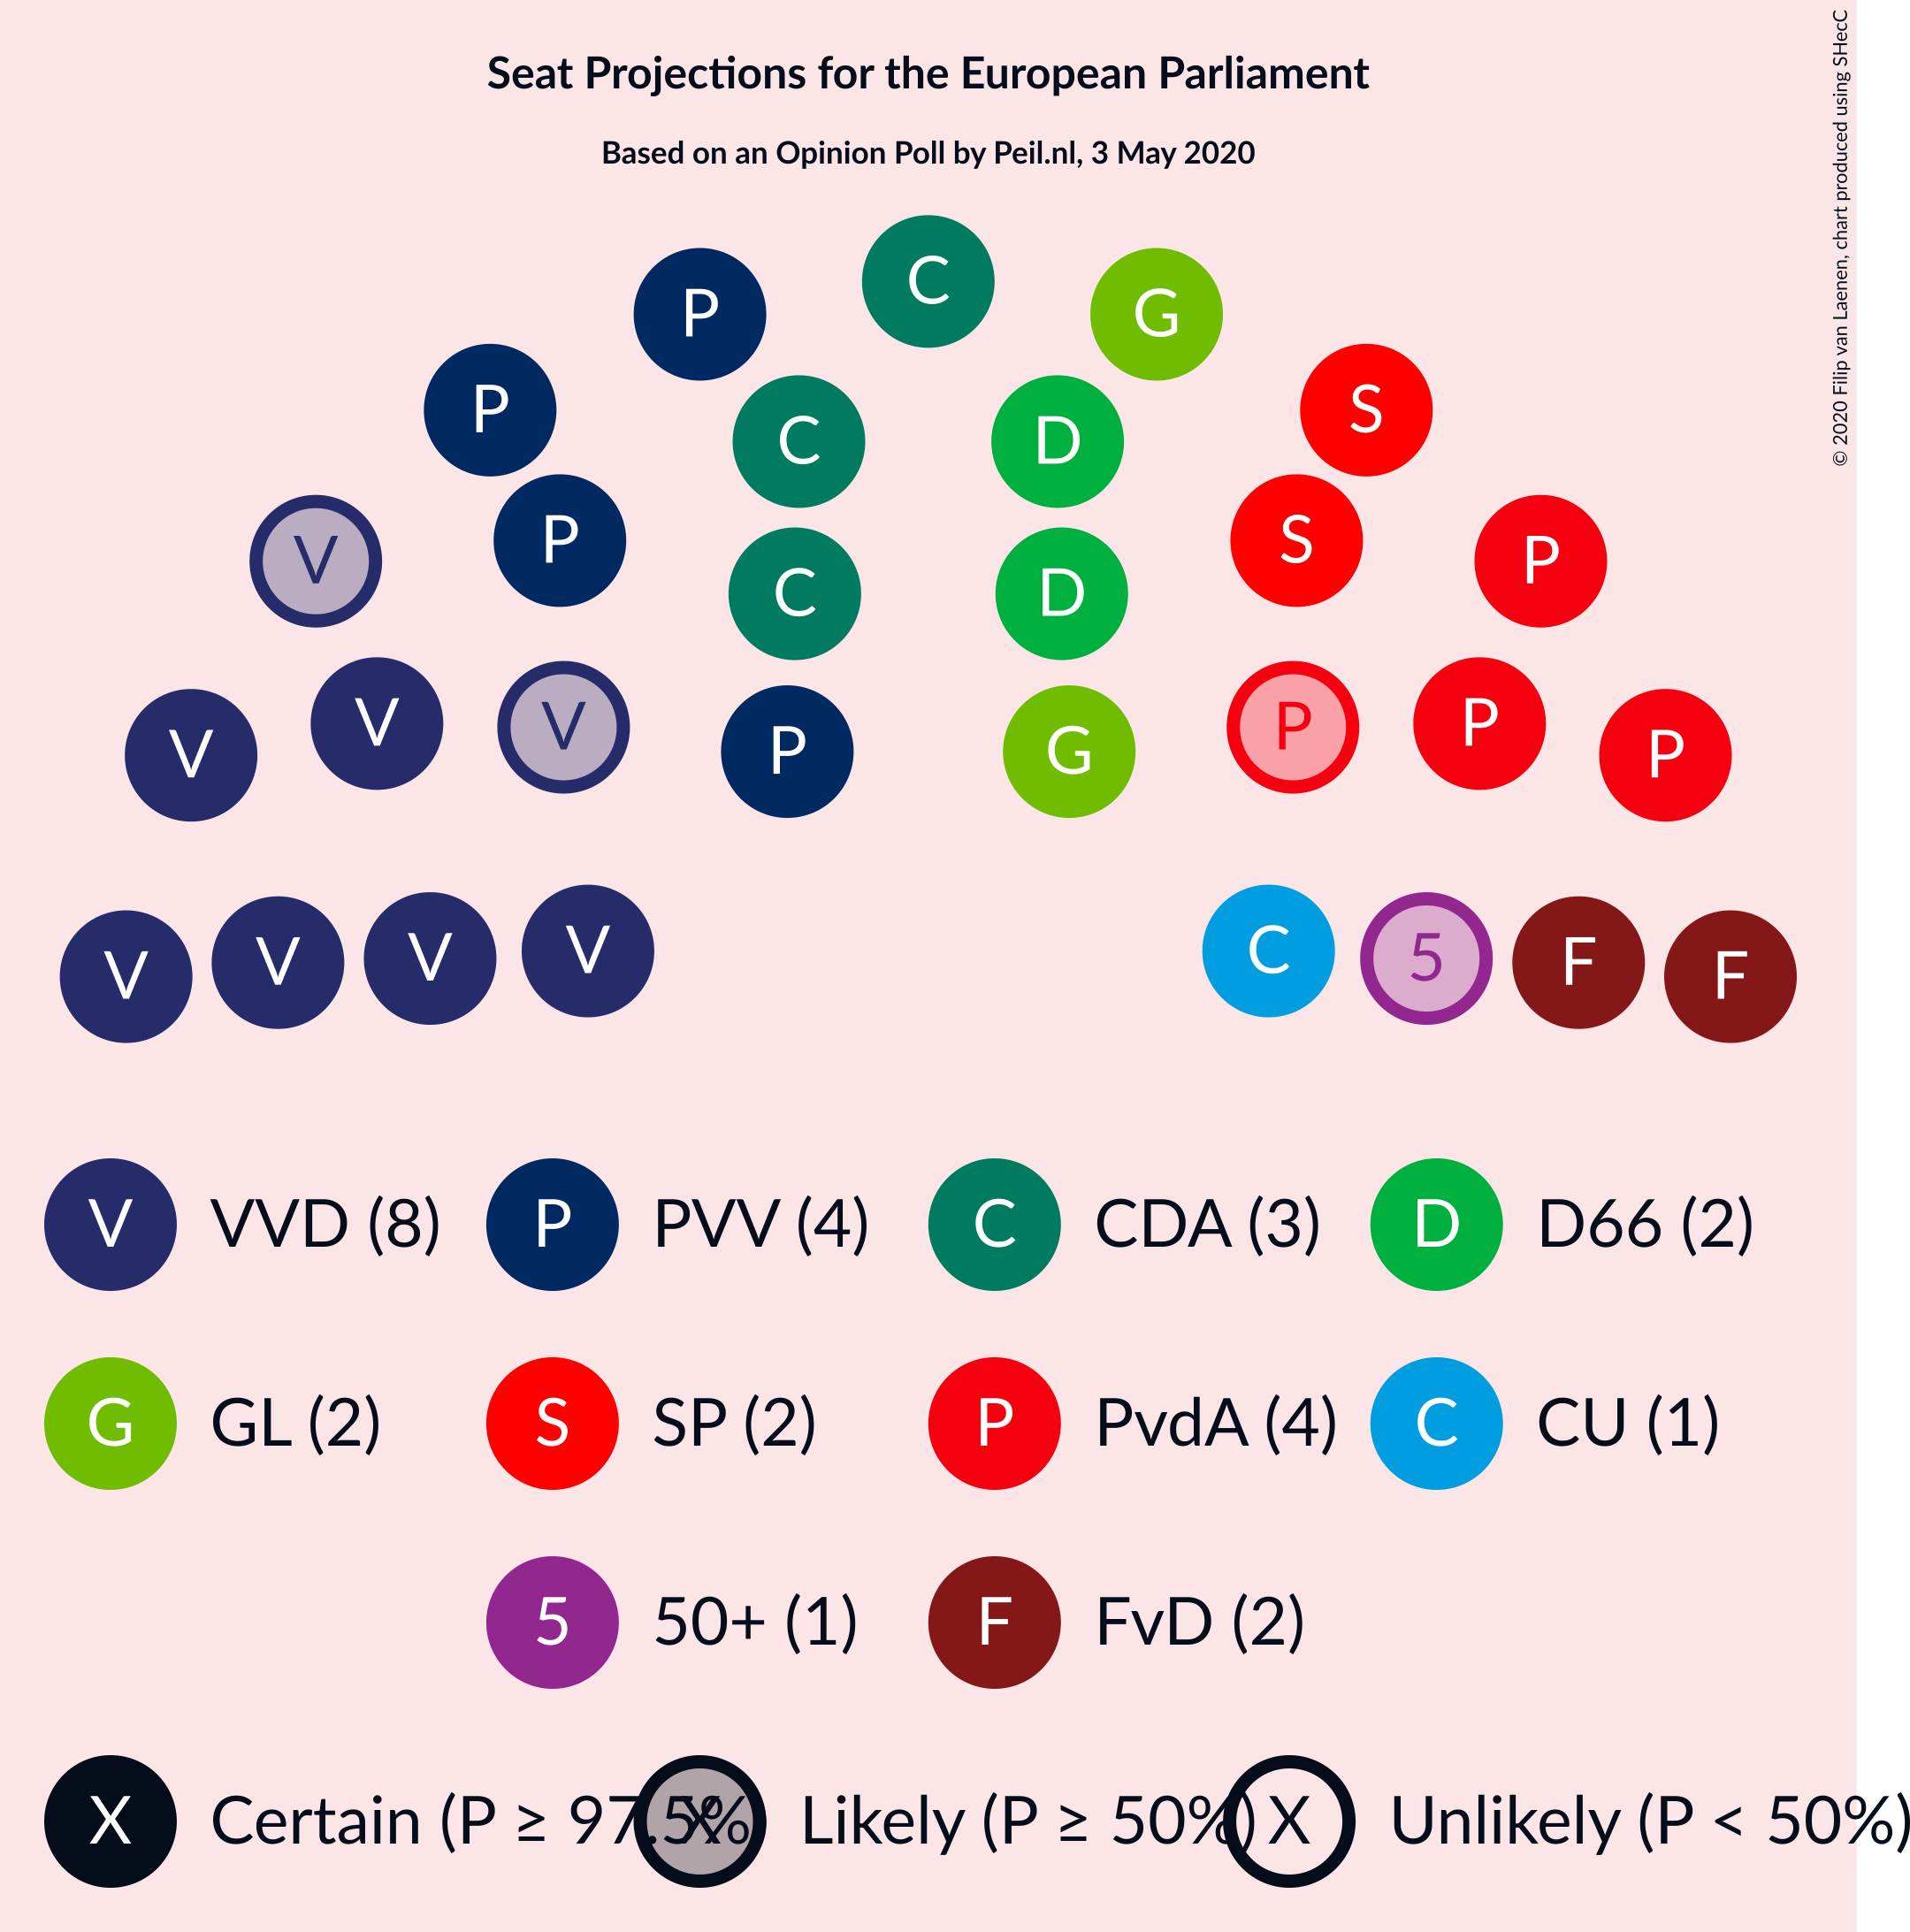 Seat Projections for the European Parliament
Based on an Opinion Poll by Peil.nl, 3 May 2020
© 2020 Filip van Laenen, chart produced using SHecC
C
P G
P S
C D
P S
V P
C D
V V P P
V P G P
V V C
V 5 F
V F
V VVD (8) P PVV (4) C CDA (3) D D66 (2)
G GL (2) S SP (2) P PvdA (4) C CU (1)
5 50+ (1) F FvD (2)
X Certain (P ≥ 97.5% X Likely (P ≥ 50%) X Unlikely (P < 50%)